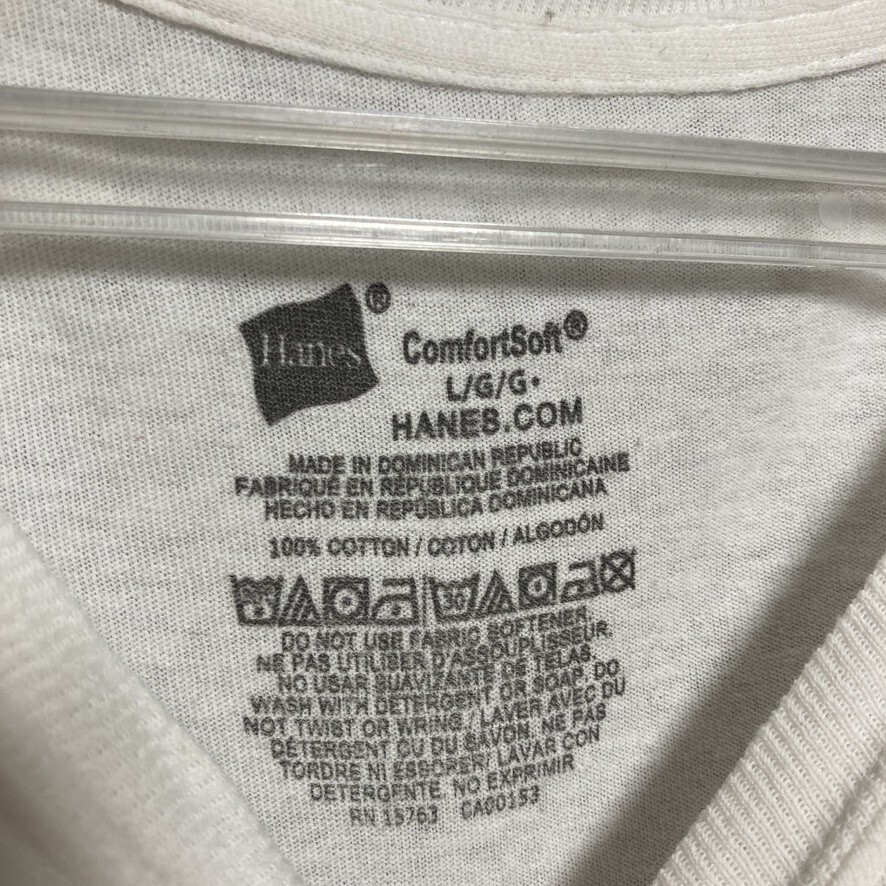 Hanes®
ComfortSoft®
L/G/G•
HANES.COM
MADE IN DOMINICAN REPUBLIC
FABRIQUÉ EN RÉPUBLIQUE DOMINICAINE
HECHO EN REPÚBLICA DOMINICANA
100% COTTON / COTON / ALGODÓN
DO NOT USE FABRIC SOFTENER.
NE PAS UTILISER D'ASSOUPLISSEUR.
NO USAR SUAVIZANTE DE TELAS.
WASH WITH DETERGENT OR SOAP. DO
NOT TWIST OR WRING / LAVER AVEC DU
DÉTERGENT OU DU SAVON. NE PAS
TORDRE NI ESSORER / LAVAR CON
DETERGENTE. NO EXPRIMIR
RN 15763 CA00153